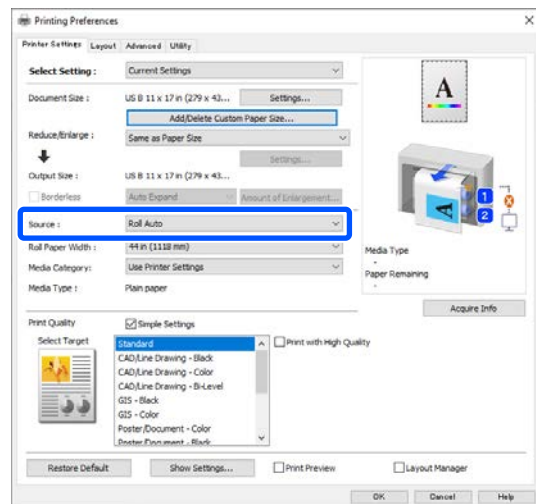 Printing Preferences
Printer Settings Layout Advanced Utility
Select Setting : Current Settings
Document Size : US B 11 x 17 in (279 x 43... Settings...
Add/Delete Custom Paper Size...
Reduce/Enlarge : Same as Paper Size
Settings...
Output Size : US B 11 x 17 in (279 x 43...
Borderless Auto Expand Amount of Enlargement...
Source : Roll Auto
Roll Paper Width : 44 in (1118 mm)
Media Category: Use Printer Settings
Media Type : Plain paper
A
A
1
2
Media Type
-
Paper Remaining
-
Acquire Info
Print Quality Simple Settings
Select Target
Standard
CAD/Line Drawing - Black
CAD/Line Drawing - Color
CAD/Line Drawing - Bi-Level
GIS - Black
GIS - Color
Poster/Document - Color
Poster/Document - Black
Print with High Quality
Restore Default Show Settings... Print Preview Layout Manager
OK Cancel Help